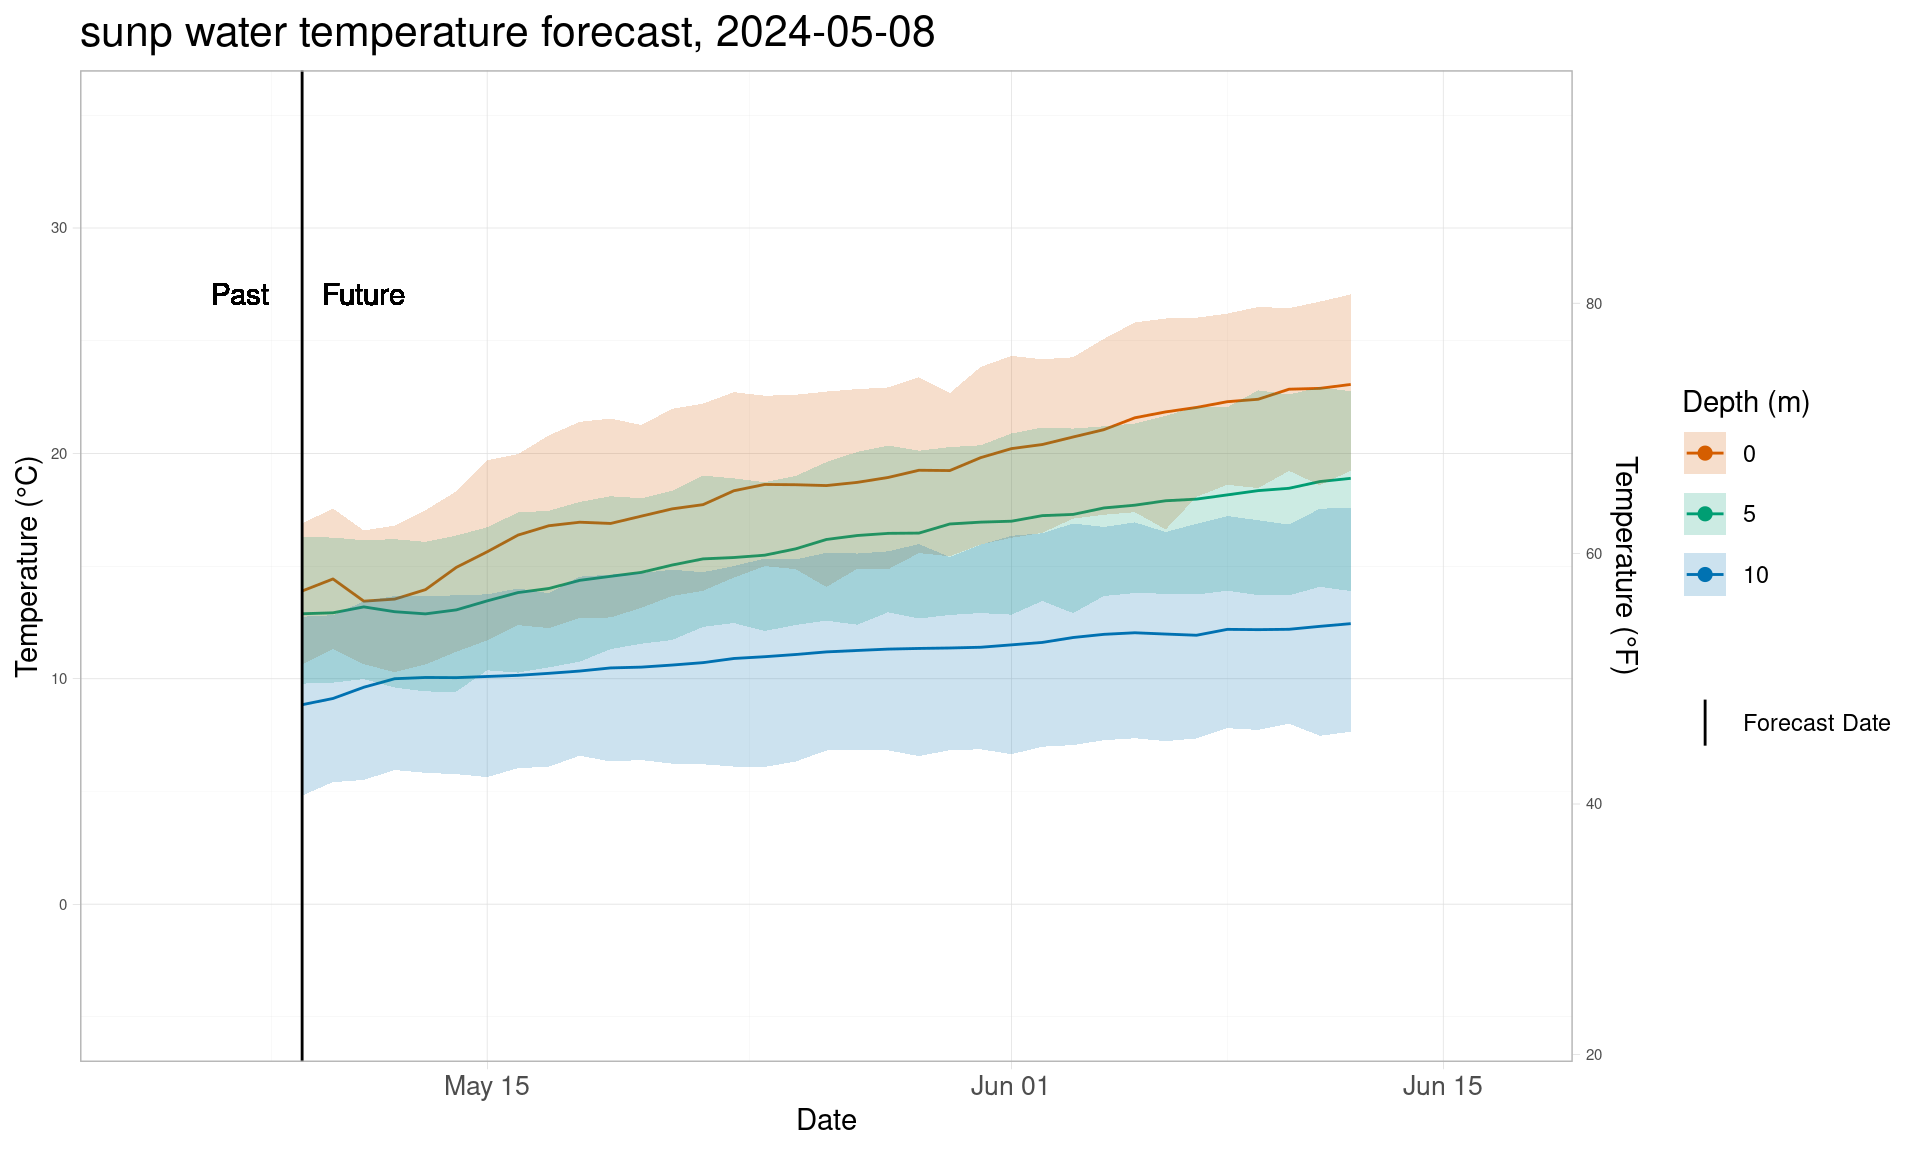 sunp water temperature forecast, 2024-05-08
Temperature (°C)
30
20
10
0
Past
Future
80
60
40
20
Temperature (°F)
May 15
Jun 01
Jun 15
Date
Depth (m)
0
5
10
Forecast Date